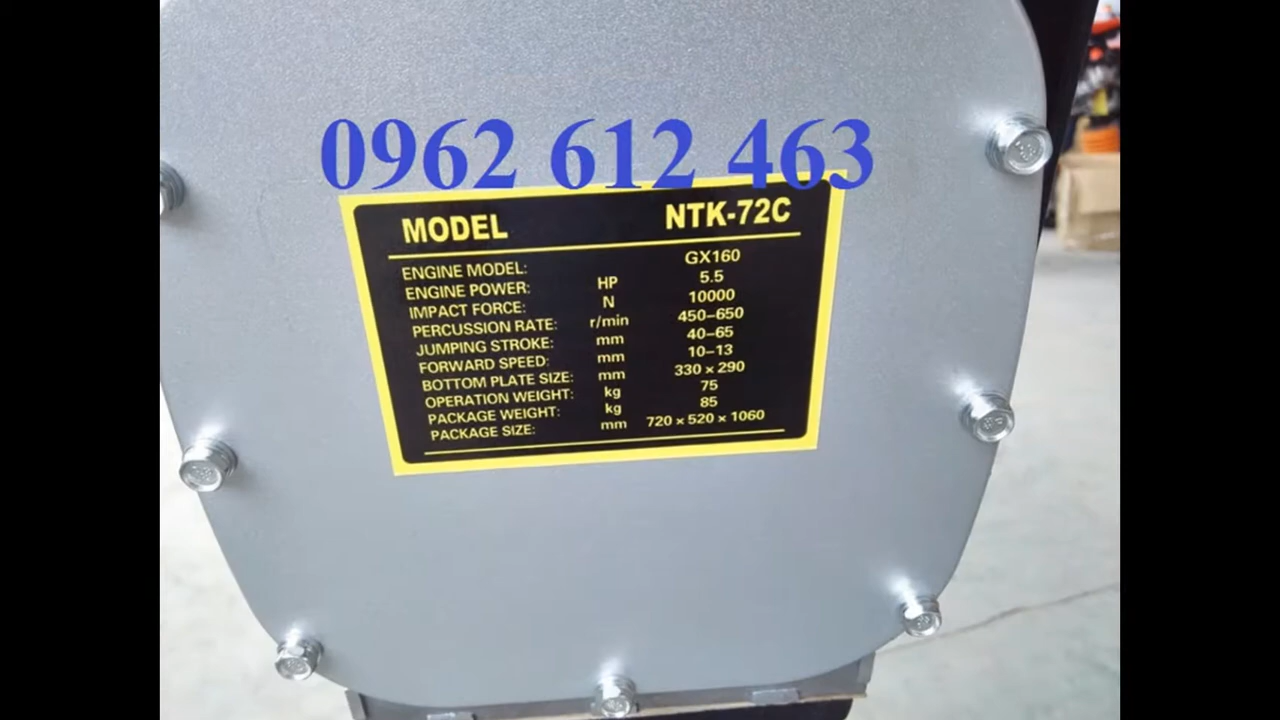 0962 612 463
MODEL NTK-72C
ENGINE MODEL: GX160
ENGINE POWER: HP 5.5
IMPACT FORCE: N 10000
PERCUSSION RATE: r/min 450–650
JUMPING STROKE: mm 40–65
FORWARD SPEED: mm 10–13
BOTTOM PLATE SIZE: mm 330 × 290
OPERATION WEIGHT: kg 75
PACKAGE WEIGHT: kg 85
PACKAGE SIZE: mm 720 × 520 × 1060